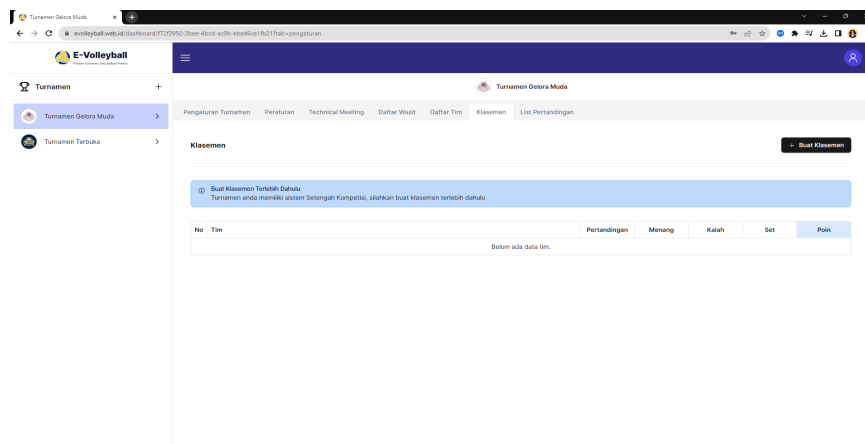 Turnamen Gelora Muda
evolleyball.web.id/dashboard/f72f3992-3bee-4bcd-ac0b-ebed6ce1fb21?tab=pengaturan
E-Volleyball
Turnamen
Turnamen Gelora Muda
Turnamen Gelora Muda
Turnamen Terbuka
Pengaturan Turnamen Peraturan Technical Meeting Daftar Wasit Daftar Tim Klasemen List Pertandingan
Klasemen
+ Buat Klasemen
Buat Klasemen Terlebih Dahulu
Turnamen anda memiliki sistem Setengah Kompetisi, silahkan buat klasemen terlebih dahulu
No Tim Pertandingan Menang Kalah Set Poin
Belum ada data tim.